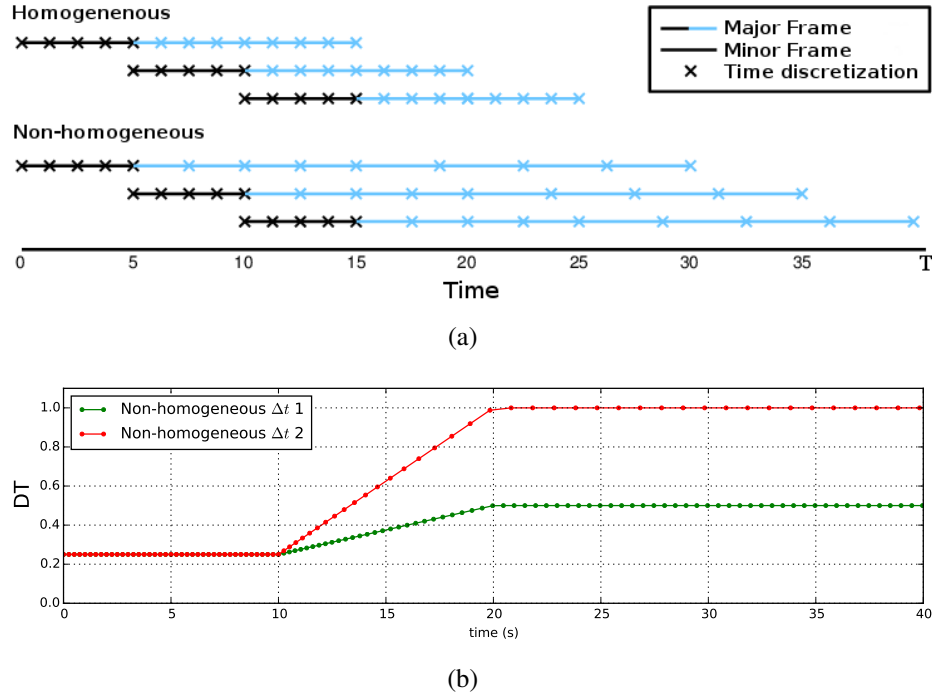 Homogenenous
Major Frame
Minor Frame
Time discretization
Non-homogeneous
0 5 10 15 20 25 30 35 T
Time
(a)
Non-homogeneous Δt 1
Non-homogeneous Δt 2
1.0
0.8
0.6
0.4
0.2
0.0
DT
0 5 10 15 20 25 30 35 40
time (s)
(b)